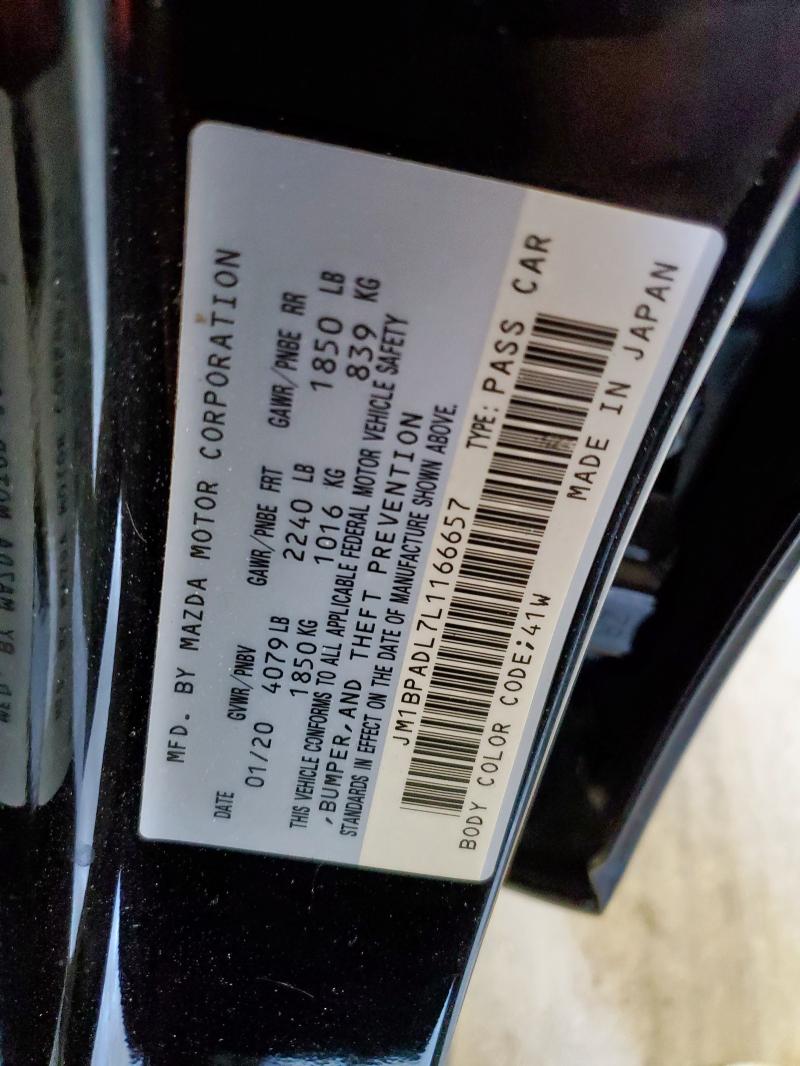 MFD. BY MAZDA MOTOR CORPORATION
DATE GVWR/PNBV GAWR/PNBE FRT GAWR/PNBE RR
01/20 4079LB 2240 LB 1850 LB
1850KG 1016 KG 839 KG
THIS VEHICLE CONFORMS TO ALL APPLICABLE FEDERAL MOTOR VEHICLE SAFETY
,BUMPER,AND THEFT PREVENTION
STANDARDS IN EFFECT ON THE DATE OF MANUFACTURE SHOWN ABOVE.
JM1BPADL7L1166657 TYPE: PASS CAR
BODY COLOR CODE;41W MADE IN JAPAN